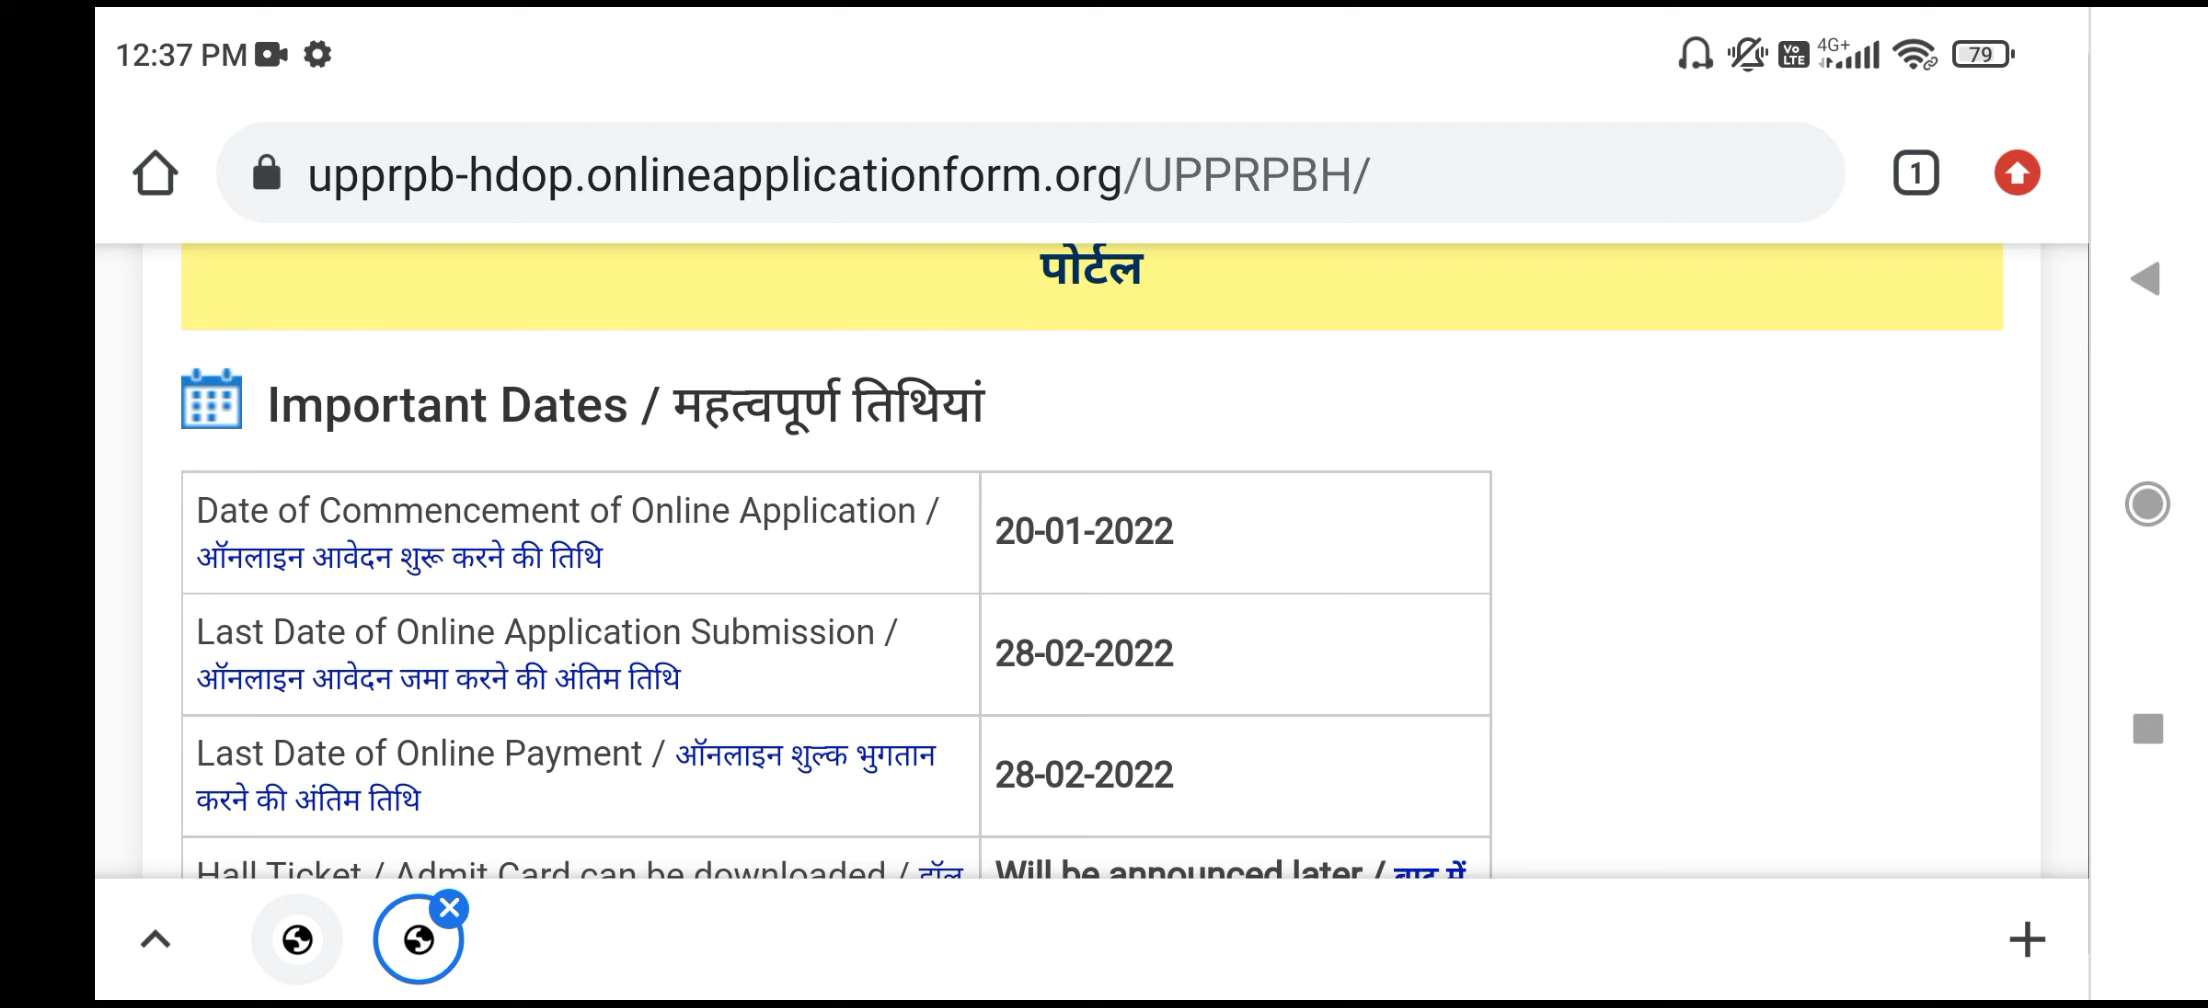 12:37 PM
Vo LTE 4G+ 79
upprpb-hdop.onlineapplicationform.org/UPPRPBH/
1
पोर्टल
Important Dates / महत्वपूर्ण तिथियां
Date of Commencement of Online Application /
ऑनलाइन आवेदन शुरू करने की तिथि
20-01-2022
Last Date of Online Application Submission /
ऑनलाइन आवेदन जमा करने की अंतिम तिथि
28-02-2022
Last Date of Online Payment / ऑनलाइन शुल्क भुगतान
करने की अंतिम तिथि
28-02-2022
Hall Ticket / Admit Card can be downloaded / हॉल
Will be announced later / बाद में